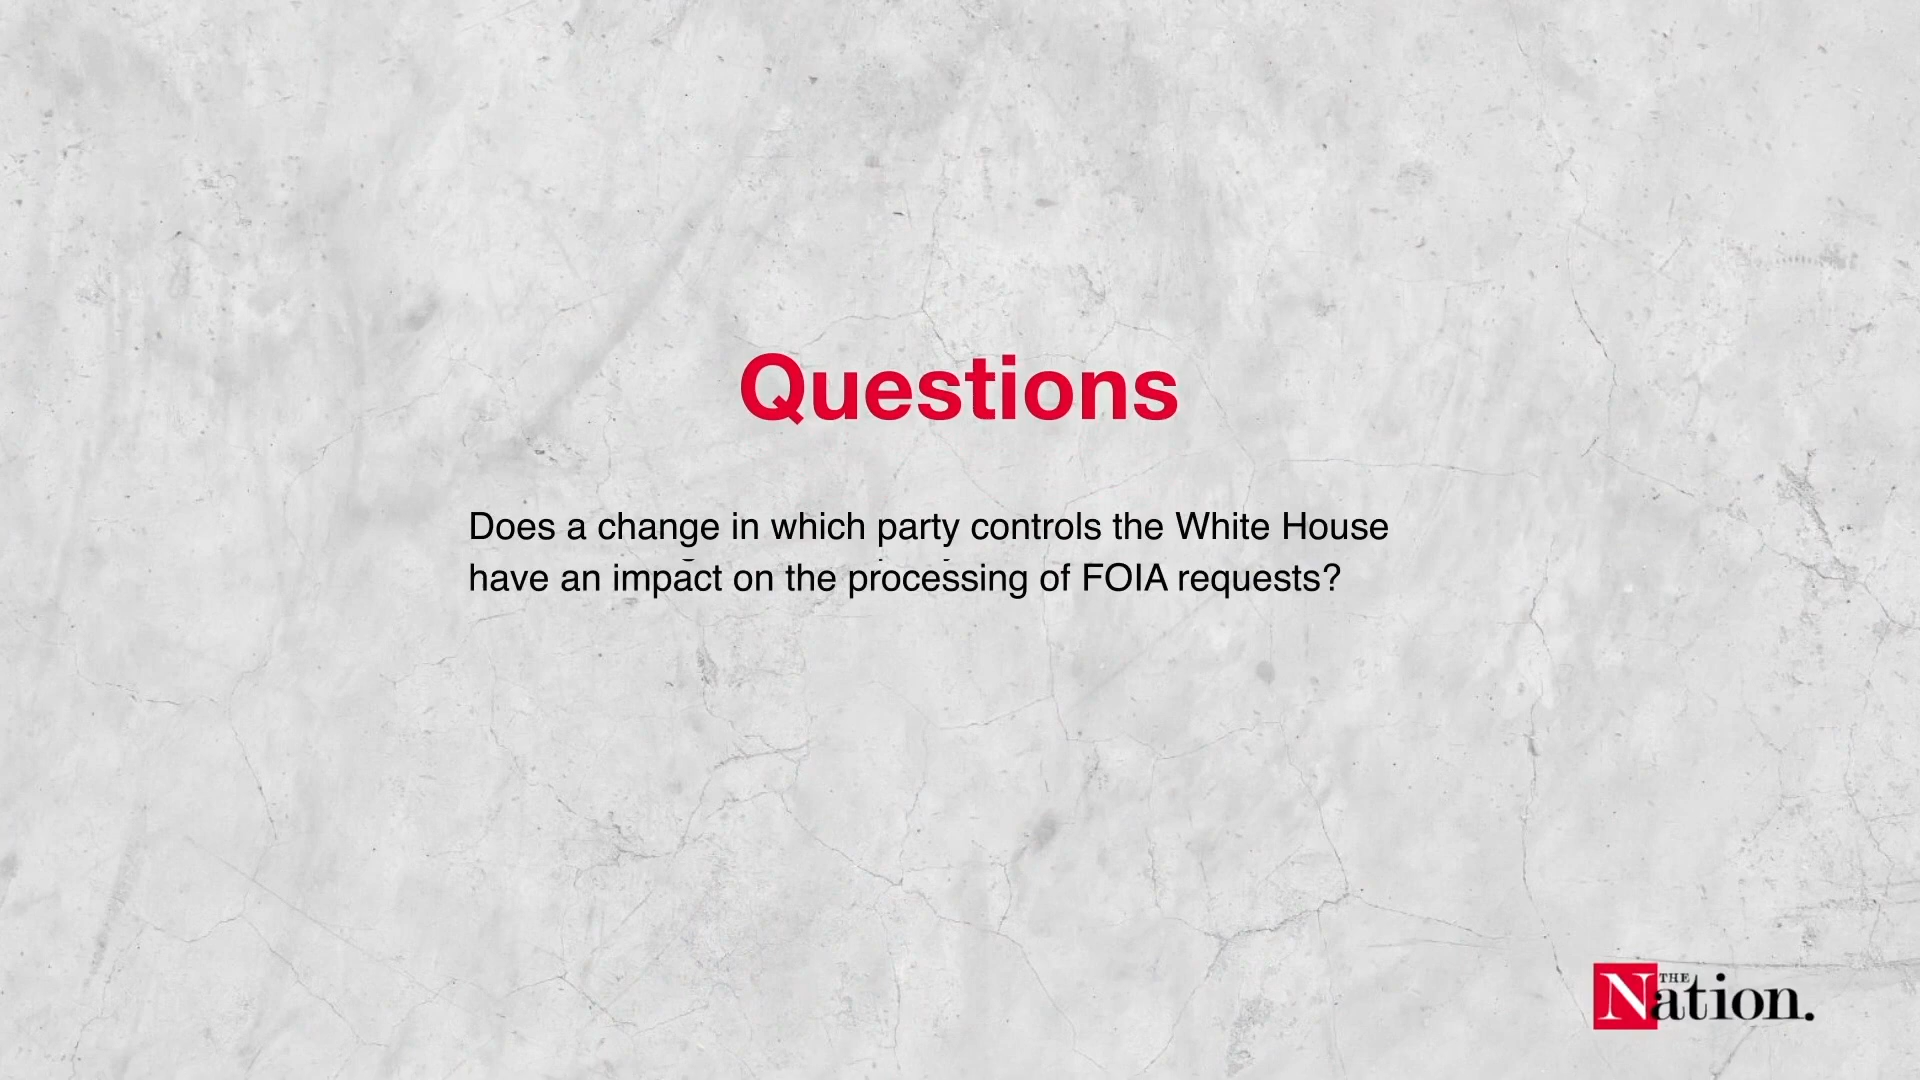 Questions
Does a change in which party controls the White House
have an impact on the processing of FOIA requests?
THE
Nation.